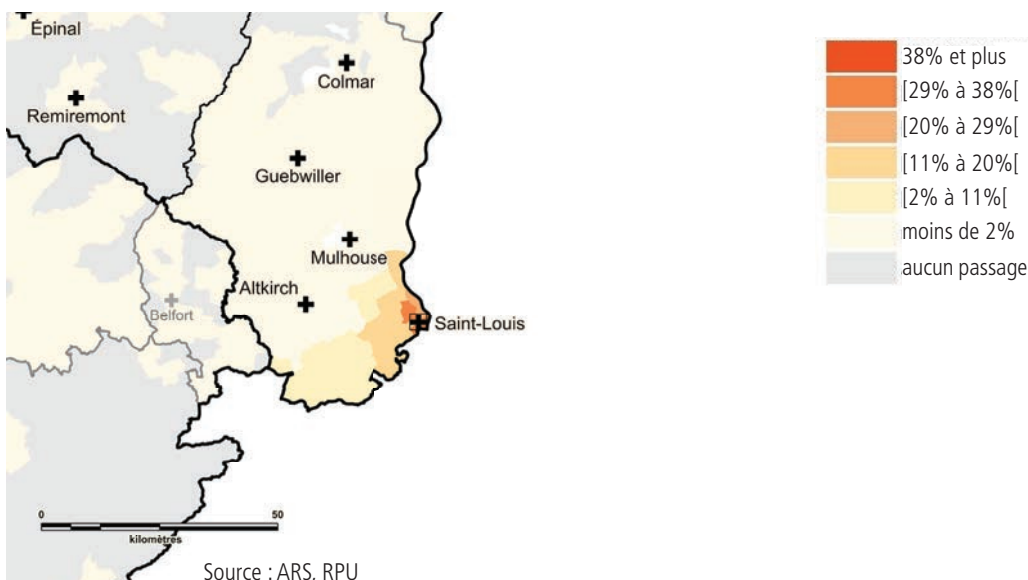 Épinal
Colmar
Remiremont
Guebwiller
Mulhouse
Altkirch
Belfort
Saint-Louis
0 50
kilomètres
Source : ARS, RPU
38% et plus
[29% à 38%[
[20% à 29%[
[11% à 20%[
[2% à 11%[
moins de 2%
aucun passage